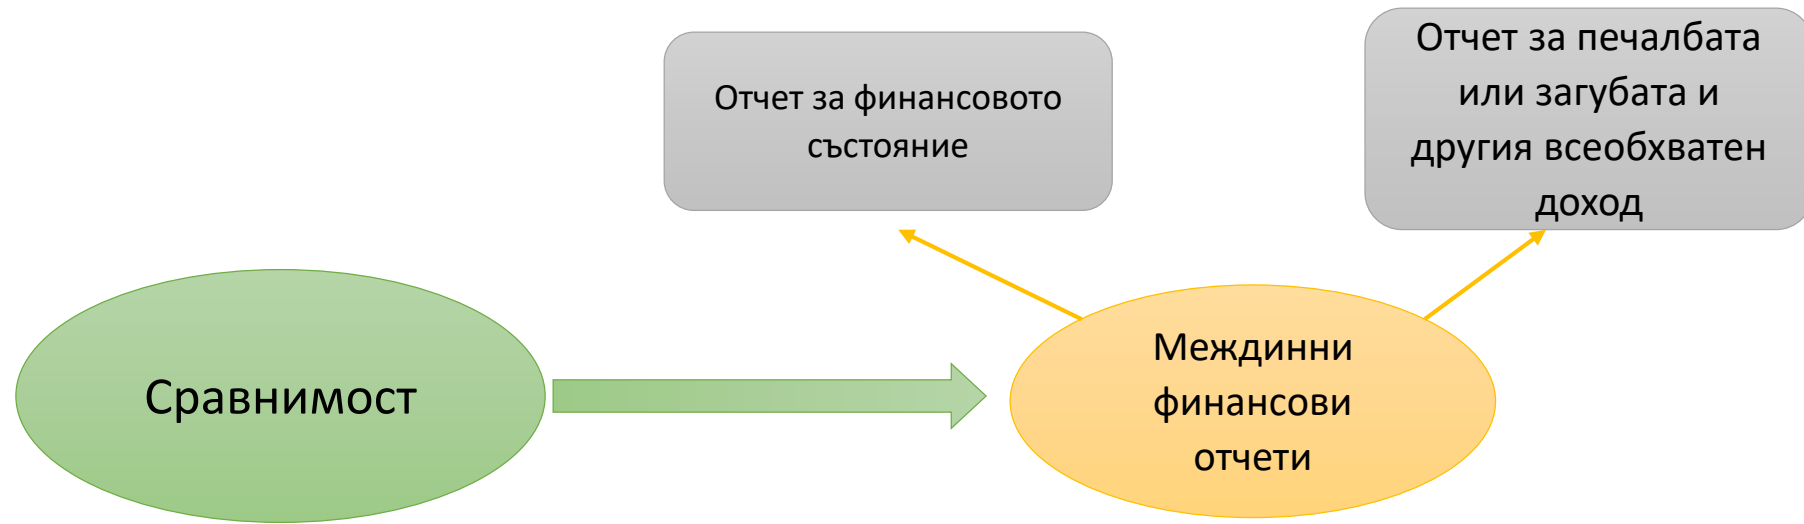 Отчет за финансовото
състояние
Отчет за печалбата
или загубата и
другия всеобхватен
доход
Сравнимост
Междинни
финансови
отчети